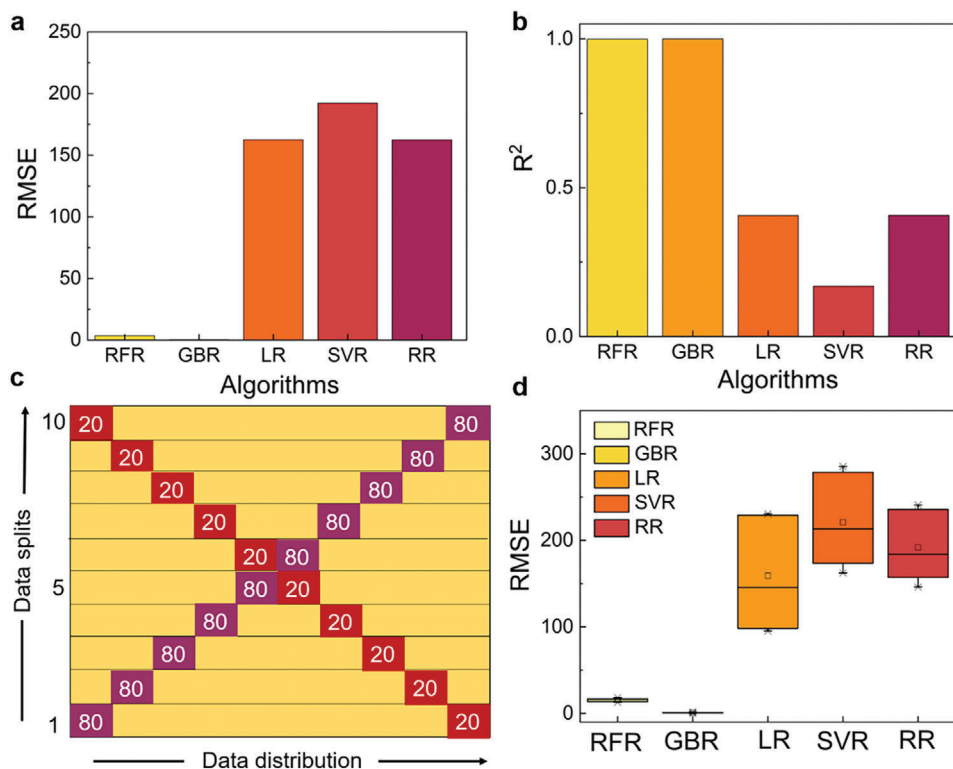 a
250
200
150
100
50
0
RMSE
RFR GBR LR SVR RR
Algorithms
b
1.0
0.5
0.0
R²
RFR GBR LR SVR RR
Algorithms
c
Data splits
10
5
1
20 80
20 80
20 80
20 80
20 80
80 20
80 20
80 20
80 20
80 20
Data distribution
d
RFR
GBR
LR
SVR
RR
300
200
100
0
RMSE
RFR GBR LR SVR RR